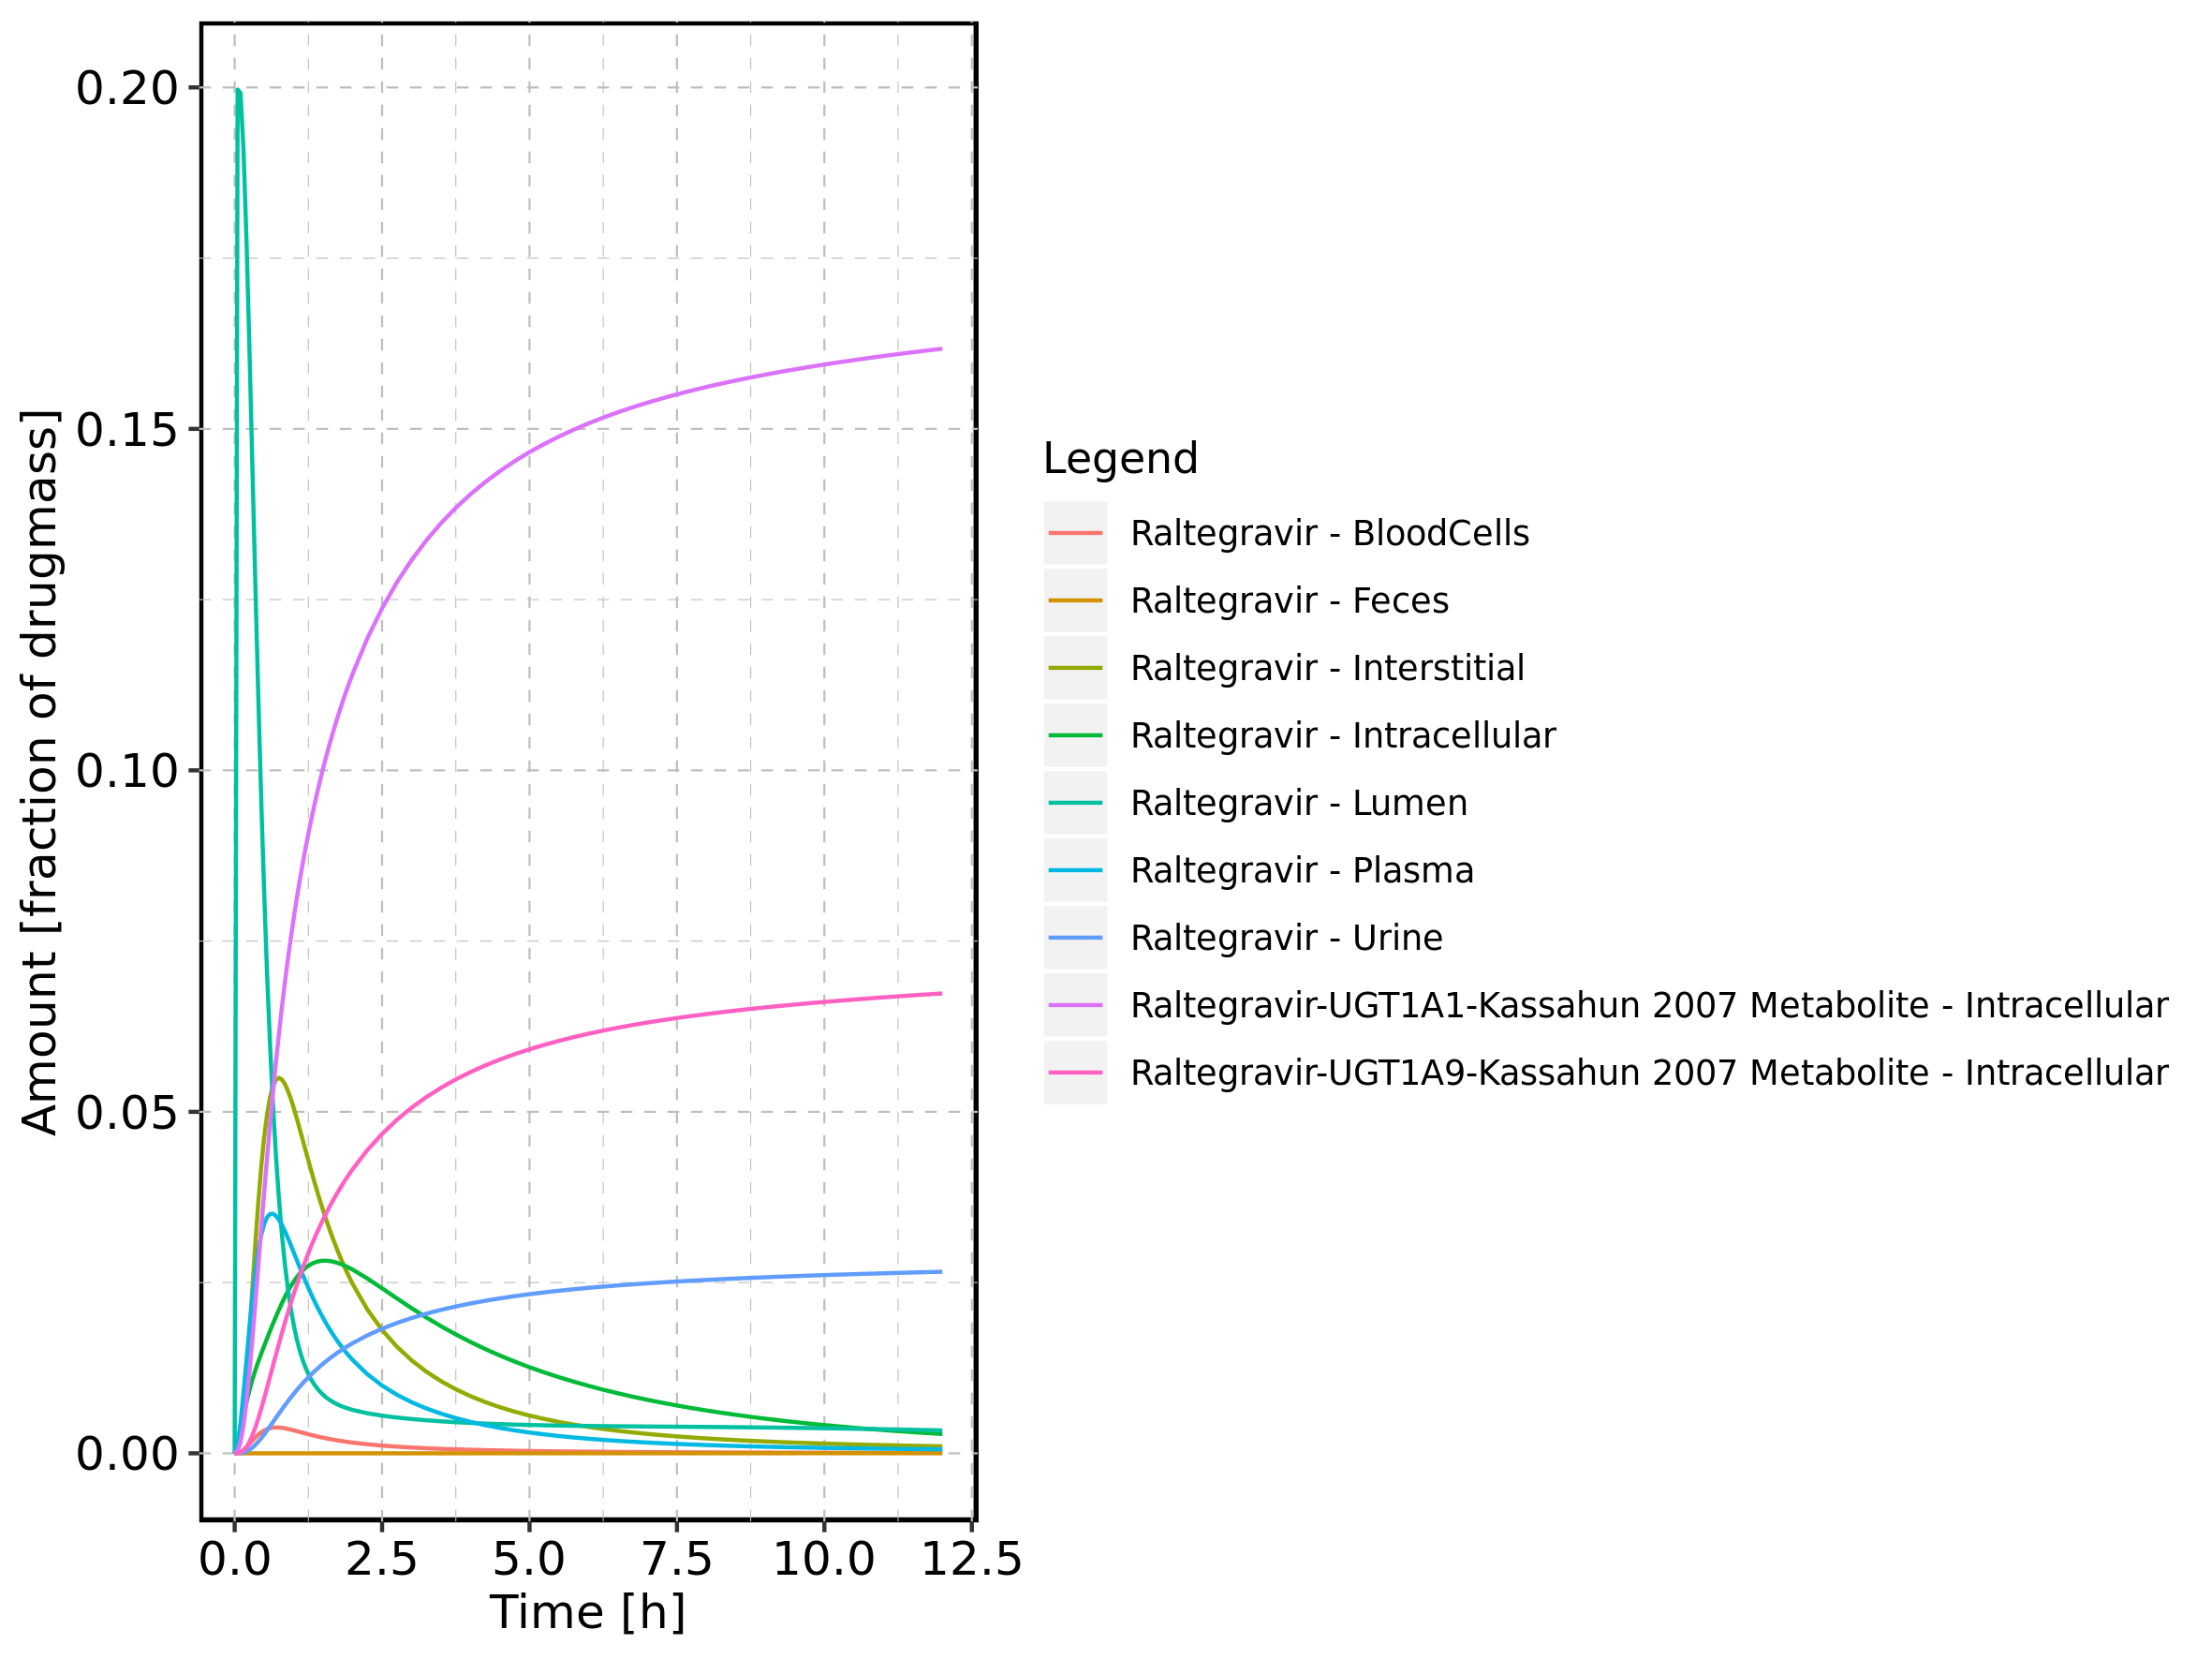 0.20
0.15
0.10
0.05
0.00
Amount [fraction of drugmass]
0.0 2.5 5.0 7.5 10.0 12.5
Time [h]
Legend
Raltegravir - BloodCells
Raltegravir - Feces
Raltegravir - Interstitial
Raltegravir - Intracellular
Raltegravir - Lumen
Raltegravir - Plasma
Raltegravir - Urine
Raltegravir-UGT1A1-Kassahun 2007 Metabolite - Intracellular
Raltegravir-UGT1A9-Kassahun 2007 Metabolite - Intracellular